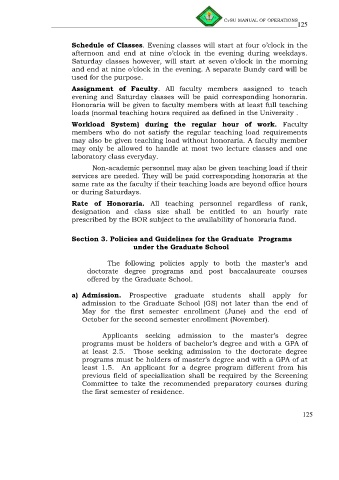 CvSU MANUAL OF OPERATIONS
125
Schedule of Classes. Evening classes will start at four o'clock in the
afternoon and end at nine o'clock in the evening during weekdays.
Saturday classes however, will start at seven o'clock in the morning
and end at nine o'clock in the evening. A separate Bundy card will be
used for the purpose.
Assignment of Faculty. All faculty members assigned to teach
evening and Saturday classes will be paid corresponding honoraria.
Honoraria will be given to faculty members with at least full teaching
loads (normal teaching hours required as defined in the University .
Workload System) during the regular hour of work. Faculty
members who do not satisfy the regular teaching load requirements
may also be given teaching load without honoraria. A faculty member
may only be allowed to handle at most two lecture classes and one
laboratory class everyday.
Non-academic personnel may also be given teaching load if their
services are needed. They will be paid corresponding honoraria at the
same rate as the faculty if their teaching loads are beyond office hours
or during Saturdays.
Rate of Honoraria. All teaching personnel regardless of rank,
designation and class size shall be entitled to an hourly rate
prescribed by the BOR subject to the availability of honoraria fund.
Section 3. Policies and Guidelines for the Graduate Programs
under the Graduate School
The following policies apply to both the master's and
doctorate degree programs and post baccalaureate courses
offered by the Graduate School.
a) Admission. Prospective graduate students shall apply for
admission to the Graduate School (GS) not later than the end of
May for the first semester enrollment (June) and the end of
October for the second semester enrollment (November).
Applicants seeking admission to the master's degree
programs must be holders of bachelor's degree and with a GPA of
at least 2.5. Those seeking admission to the doctorate degree
programs must be holders of master's degree and with a GPA of at
least 1.5. An applicant for a degree program different from his
previous field of specialization shall be required by the Screening
Committee to take the recommended preparatory courses during
the first semester of residence.
125